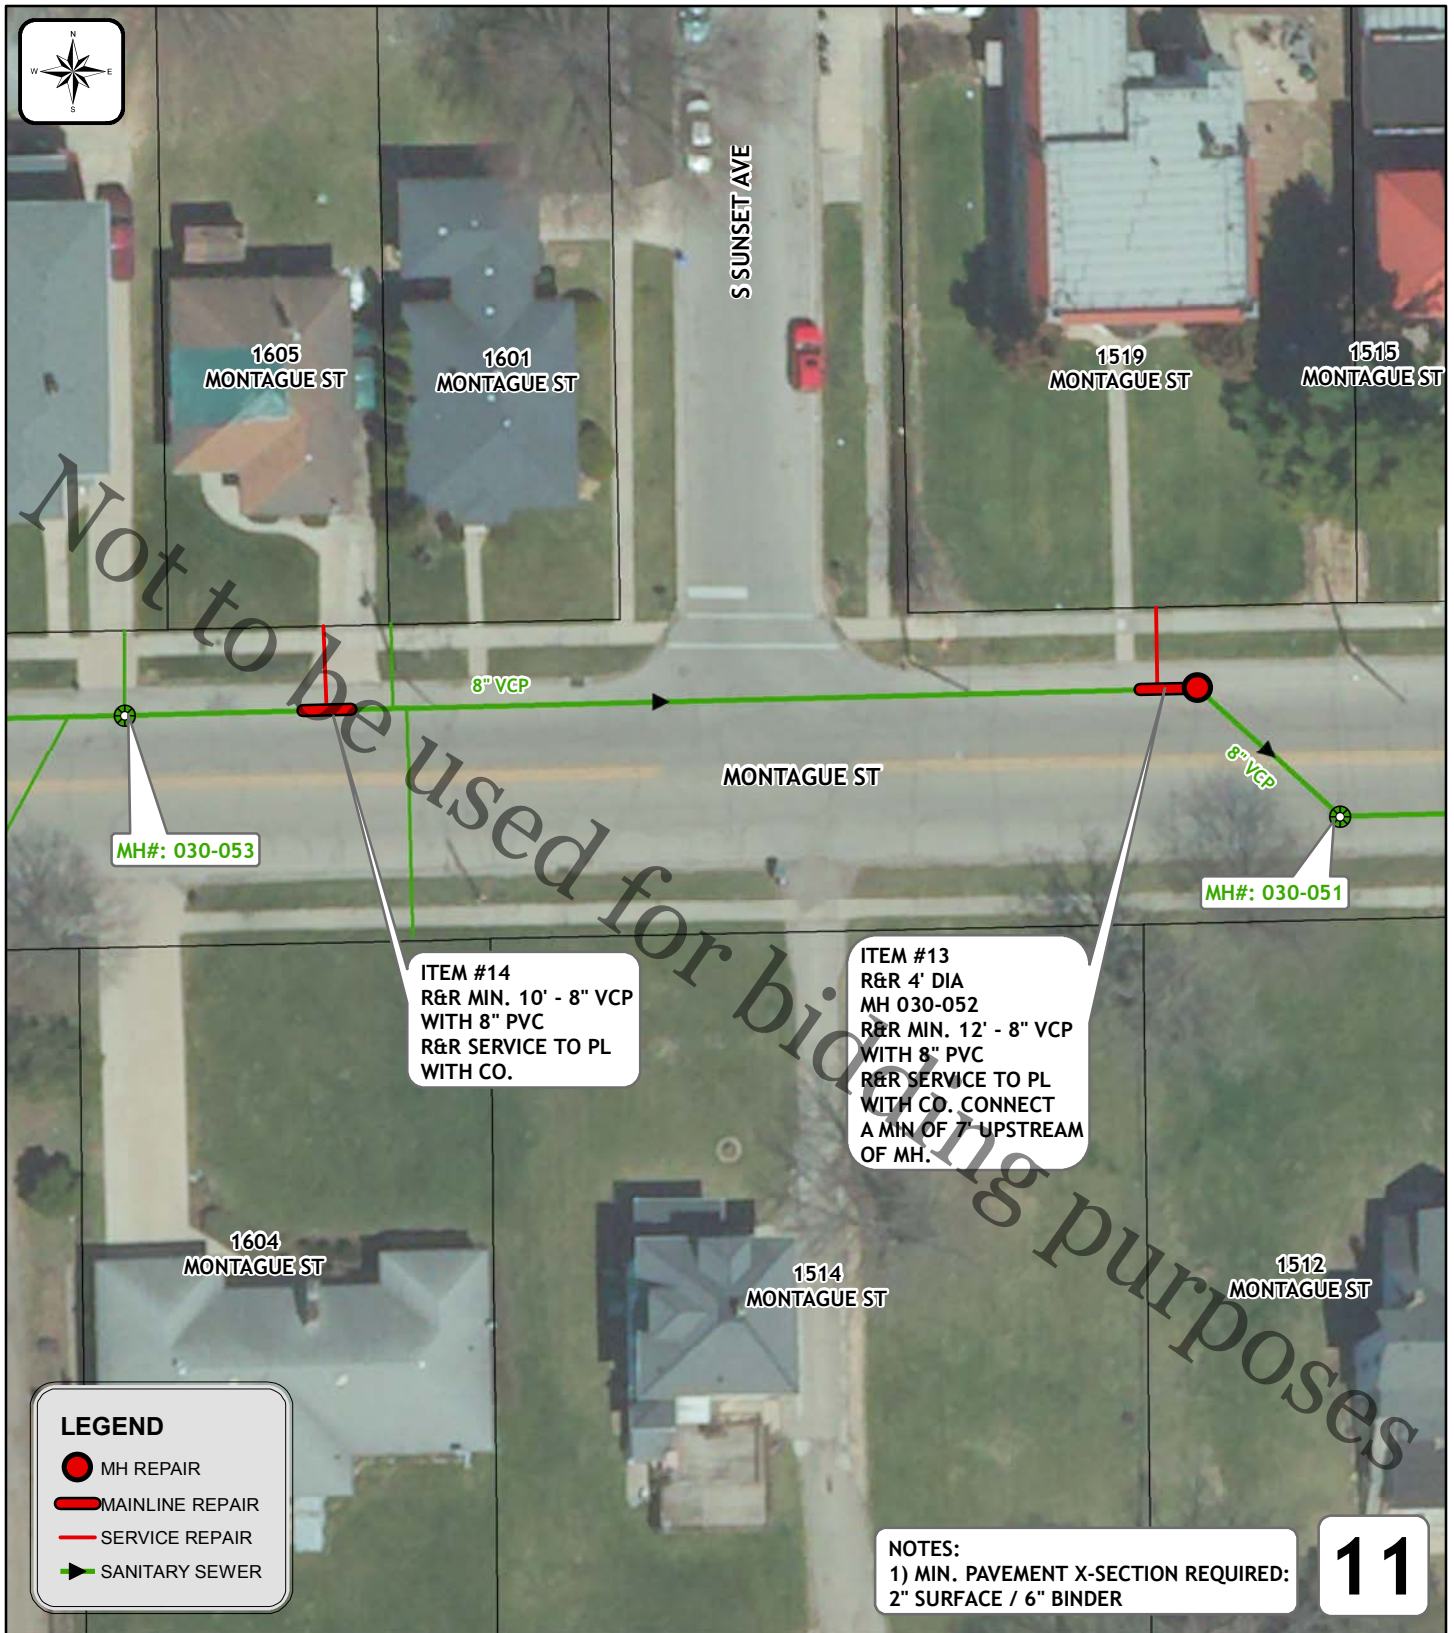 N
W E
S
S SUNSET AVE
1605
MONTAGUE ST
1601
MONTAGUE ST
1519
MONTAGUE ST
1515
MONTAGUE ST
8" VCP
MONTAGUE ST
8" VCP
MH#: 030-053
MH#: 030-051
ITEM #14
R&R MIN. 10' - 8" VCP
WITH 8" PVC
R&R SERVICE TO PL
WITH CO.
ITEM #13
R&R 4' DIA
MH 030-052
R&R MIN. 12' - 8" VCP
WITH 8" PVC
R&R SERVICE TO PL
WITH CO. CONNECT
A MIN OF 7' UPSTREAM
OF MH.
Not to be used for bidding purposes
1604
MONTAGUE ST
1514
MONTAGUE ST
1512
MONTAGUE ST
LEGEND
MH REPAIR
MAINLINE REPAIR
SERVICE REPAIR
SANITARY SEWER
NOTES:
1) MIN. PAVEMENT X-SECTION REQUIRED:
2" SURFACE / 6" BINDER
11